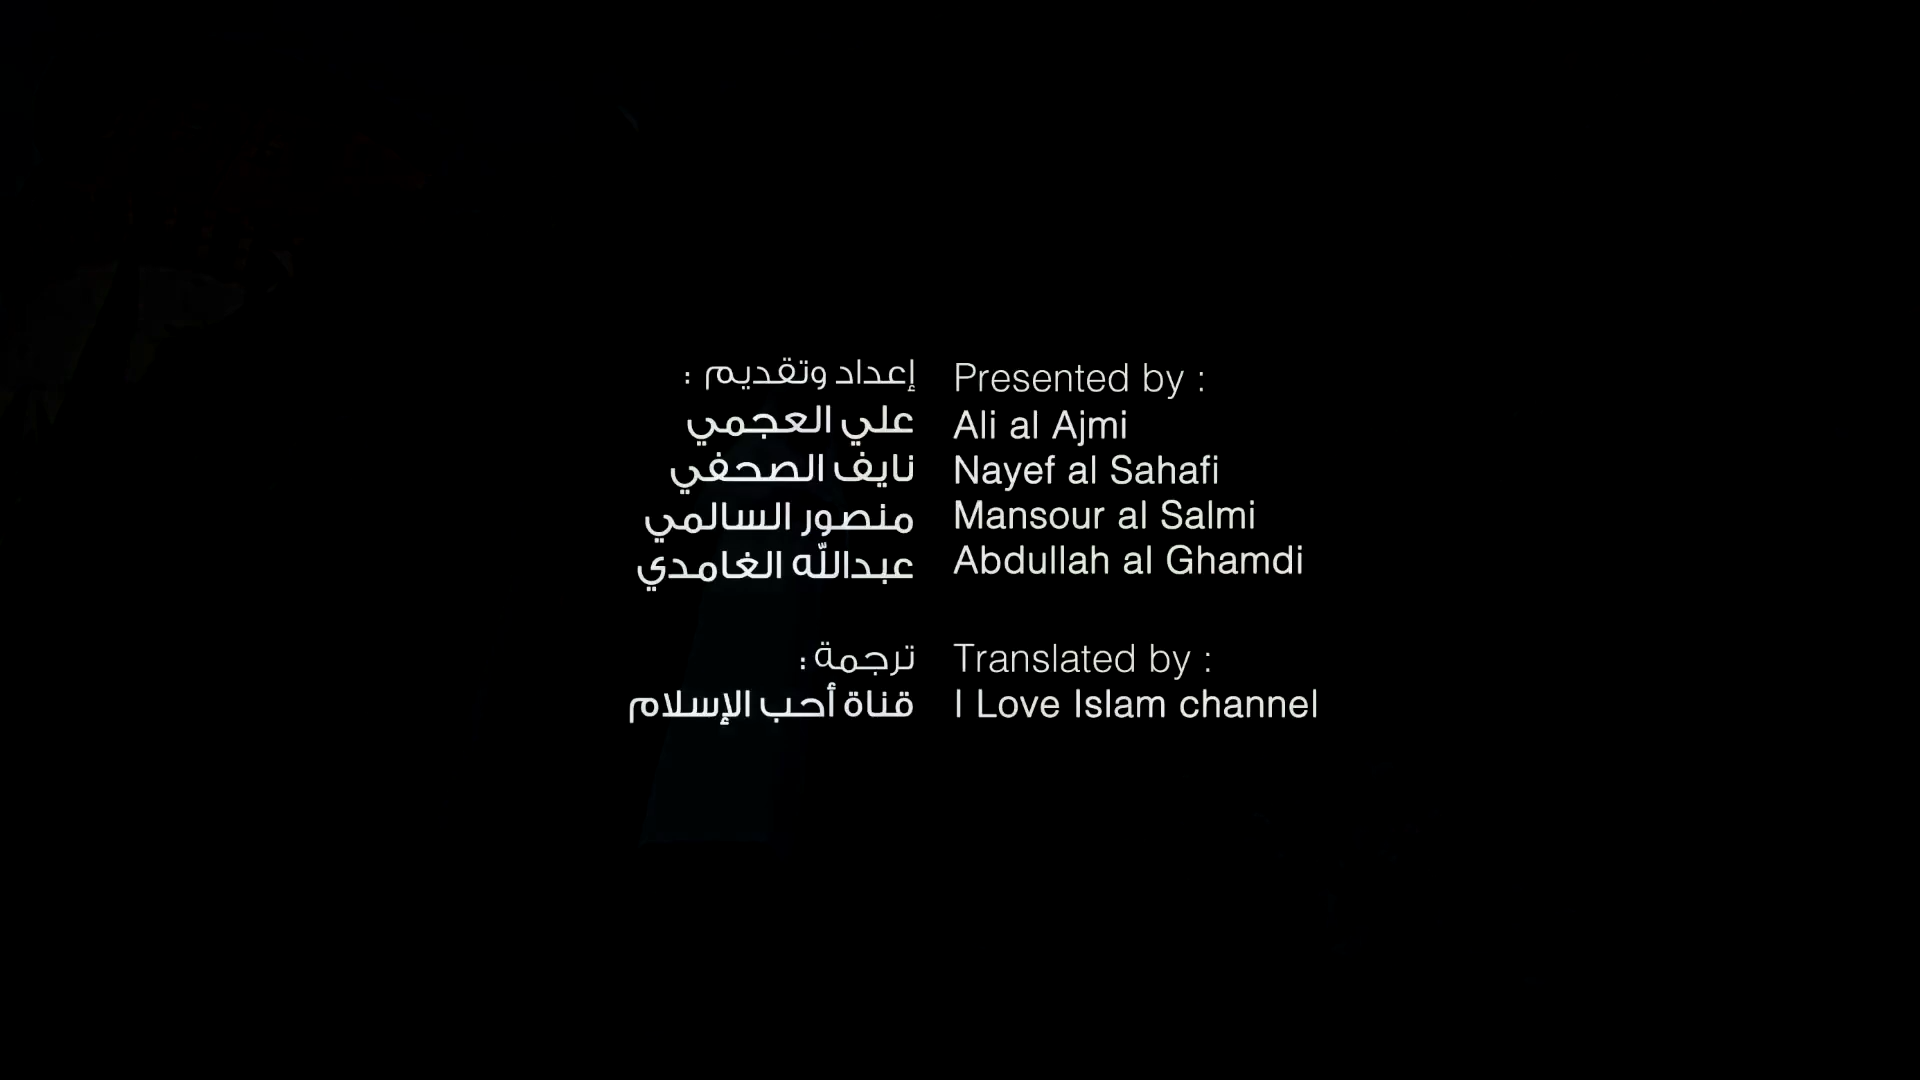 إعداد وتقديم :
علي العجمي
نايف الصحفي
منصور السالمي
عبدالله الغامدي
ترجمة :
قناة أحب الإسلام
Presented by :
Ali al Ajmi
Nayef al Sahafi
Mansour al Salmi
Abdullah al Ghamdi
Translated by :
I Love Islam channel